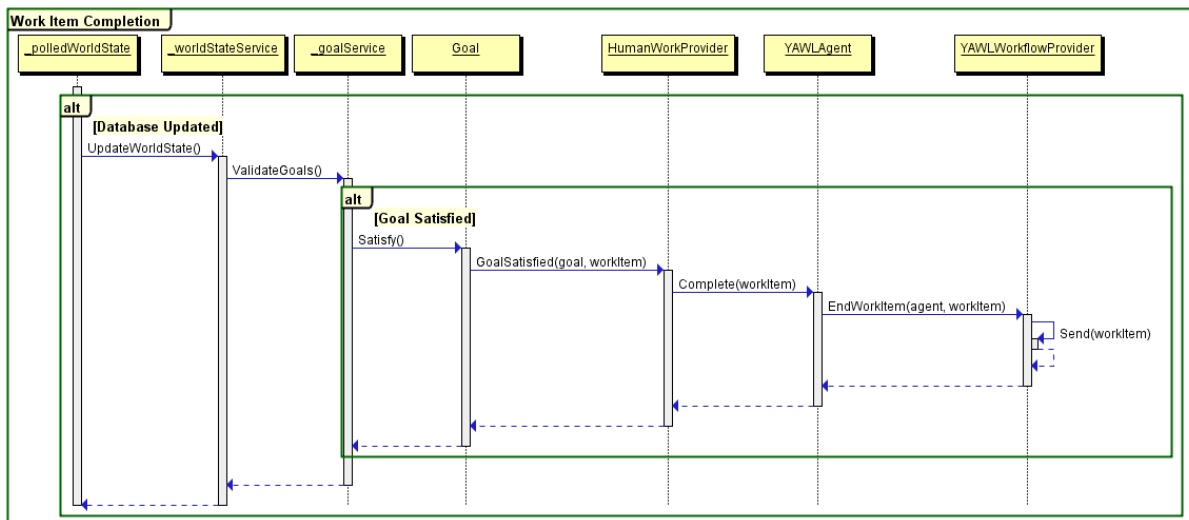 Work Item Completion
_polledWorldState
_worldStateService
_goalService
Goal
HumanWorkProvider
YAWLAgent
YAWLWorkflowProvider
alt
[Database Updated]
UpdateWorldState()
ValidateGoals()
alt
[Goal Satisfied]
Satisfy()
GoalSatisfied(goal, workItem)
Complete(workItem)
EndWorkItem(agent, workItem)
Send(workItem)